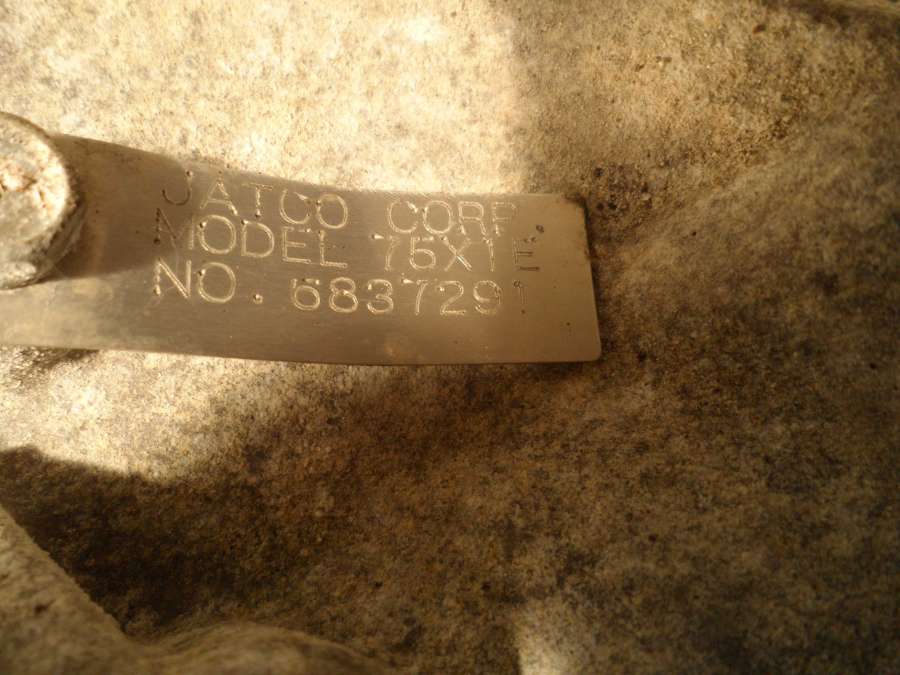 JATCO CORP.
MODEL 75X1E
NO. 6837291